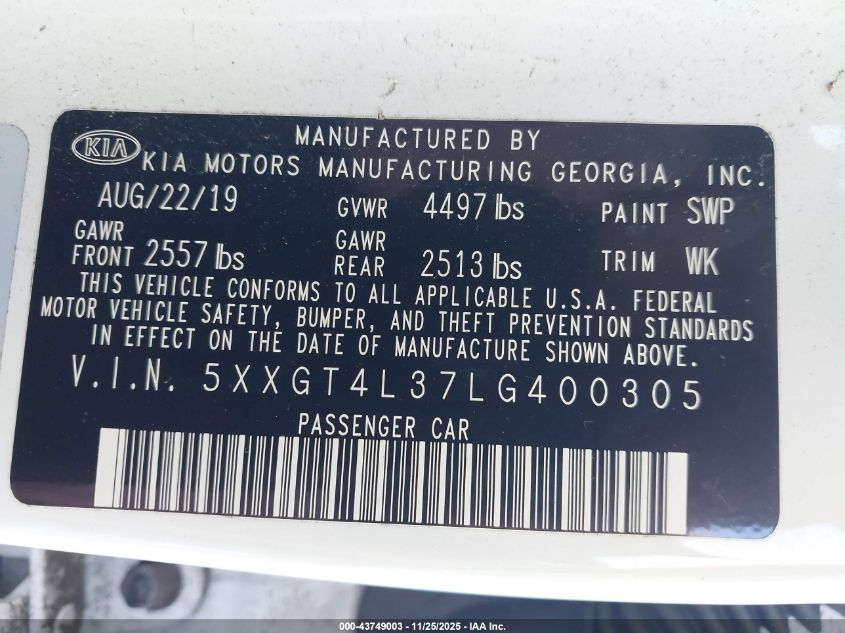 MANUFACTURED BY
KIA KIA MOTORS MANUFACTURING GEORGIA, INC.
AUG/22/19 GVWR 4497 lbs PAINT SWP
GAWR FRONT 2557 lbs GAWR REAR 2513 lbs TRIM WK
THIS VEHICLE CONFORMS TO ALL APPLICABLE U.S.A. FEDERAL
MOTOR VEHICLE SAFETY, BUMPER, AND THEFT PREVENTION STANDARDS
IN EFFECT ON THE DATE OF MANUFACTURE SHOWN ABOVE.
V.I.N. 5XXGT4L37LG400305
PASSENGER CAR
000-43749003 - 11/25/2025 - IAA Inc.